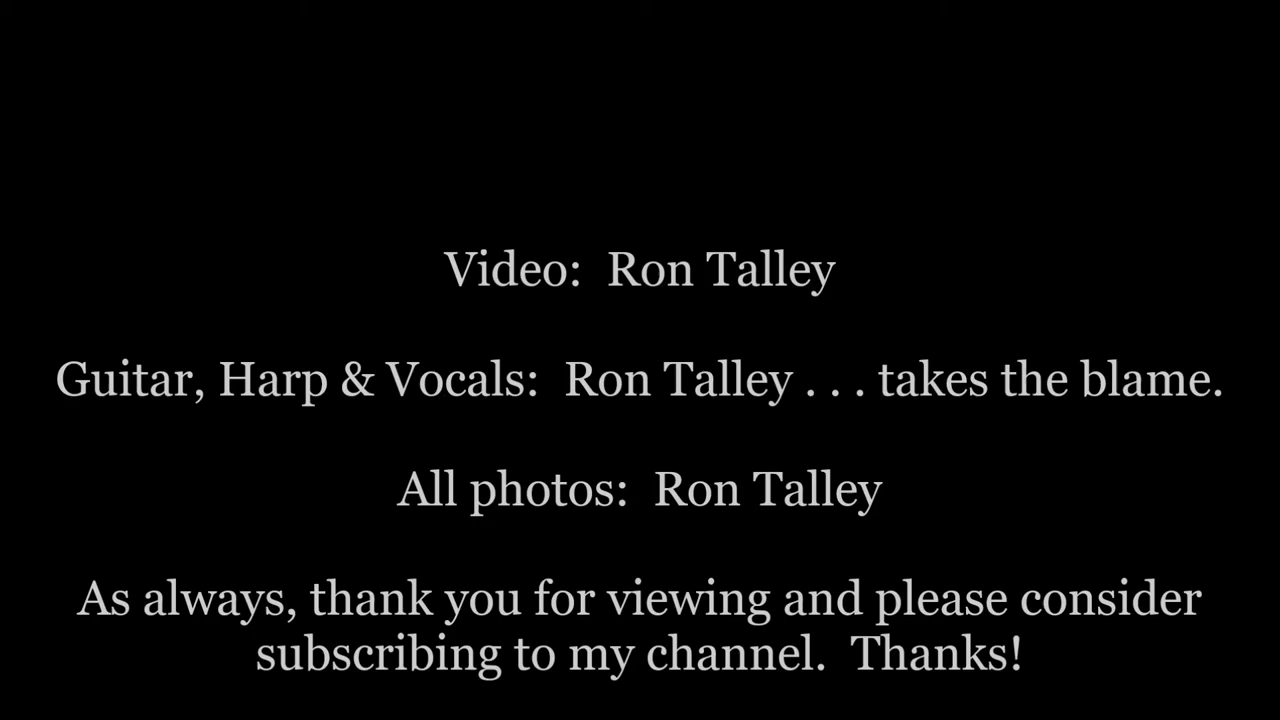 Video:  Ron Talley
Guitar, Harp & Vocals:  Ron Talley . . . takes the blame.
All photos:  Ron Talley
As always, thank you for viewing and please consider
subscribing to my channel.  Thanks!